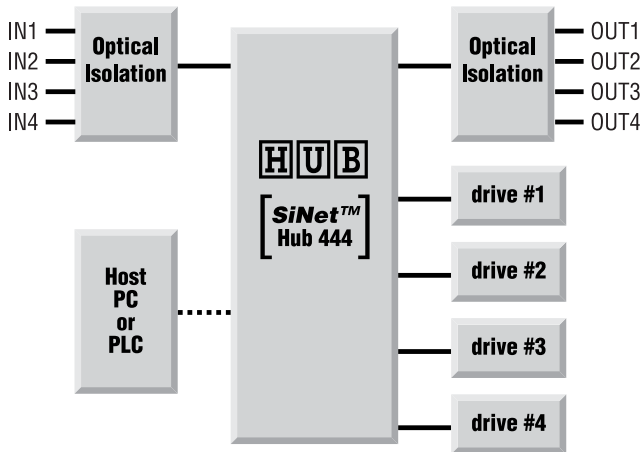 IN1
IN2
IN3
IN4
Optical
Isolation
Optical
Isolation
OUT1
OUT2
OUT3
OUT4
HUB
SiNet™
Hub 444
Host
PC
or
PLC
drive #1
drive #2
drive #3
drive #4